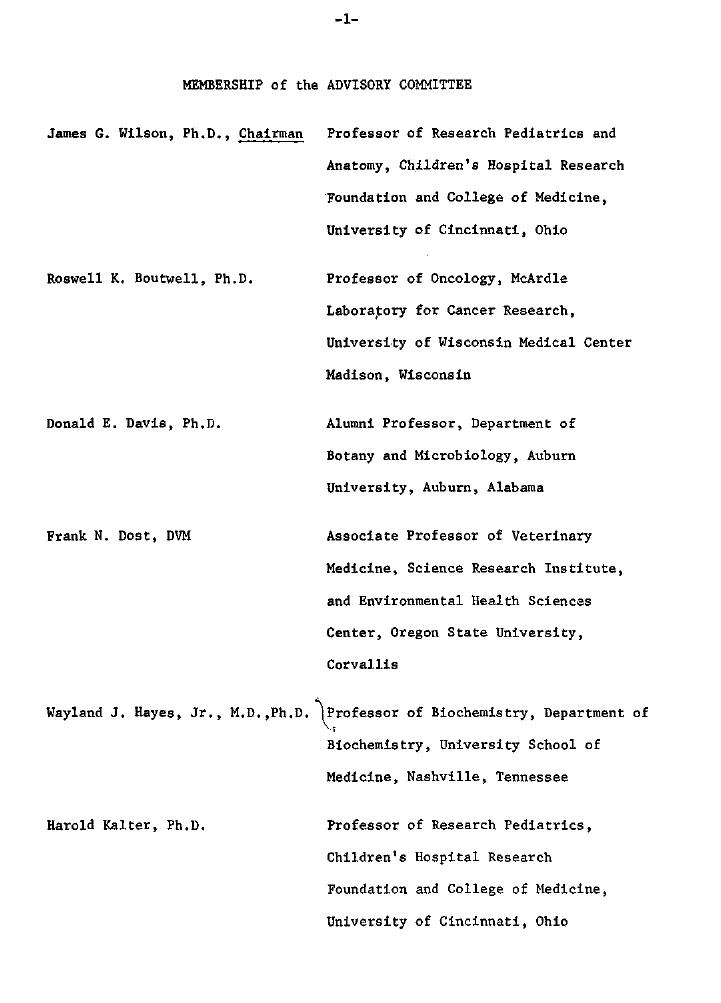 -1-
MEMBERSHIP of the ADVISORY COMMITTEE
James G. Wilson, Ph.D., Chairman Professor of Research Pediatrics and
Anatomy, Children's Hospital Research
Foundation and College of Medicine,
University of Cincinnati, Ohio
Roswell K. Boutwell, Ph.D. Professor of Oncology, McArdle
Laboratory for Cancer Research,
University of Wisconsin Medical Center
Madison, Wisconsin
Donald E. Davis, Ph.D. Alumni Professor, Department of
Botany and Microbiology, Auburn
University, Auburn, Alabama
Frank N. Dost, DVM Associate Professor of Veterinary
Medicine, Science Research Institute,
and Environmental Health Sciences
Center, Oregon State University,
Corvallis
Wayland J. Hayes, Jr., M.D.,Ph.D. Professor of Biochemistry, Department of
Biochemistry, University School of
Medicine, Nashville, Tennessee
Harold Kalter, Ph.D. Professor of Research Pediatrics,
Children's Hospital Research
Foundation and College of Medicine,
University of Cincinnati, Ohio